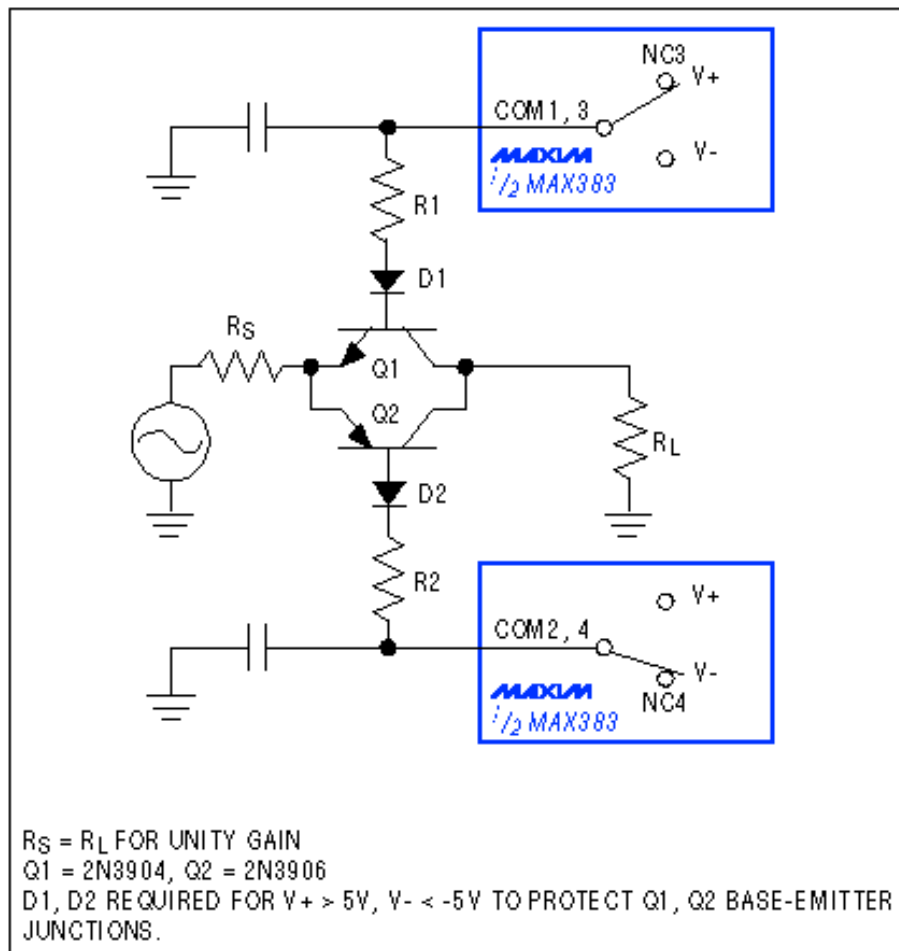 NC3
V+
COM1, 3
V-
MAXIM
1/2 MAX383
R1
D1
RS
Q1
Q2
RL
D2
R2
V+
COM2, 4
V-
NC4
MAXIM
1/2 MAX383
RS = RL FOR UNITY GAIN
Q1 = 2N3904, Q2 = 2N3906
D1, D2 REQUIRED FOR V+ > 5V, V- < -5V TO PROTECT Q1, Q2 BASE-EMITTER
JUNCTIONS.